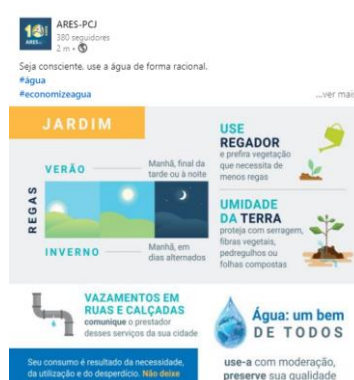 ARES-PCJ
380 seguidores
2 m •
Seja consciente, use a água de forma racional.
#água
#economizeagua
...ver mais
JARDIM
REGAS
VERÃO
Manhã, final da
tarde ou à noite
INVERNO
Manhã, em
dias alternados
USE
REGADOR
e prefira vegetação
que necessita de
menos regas
UMIDADE
DA TERRA
proteja com serragem,
fibras vegetais,
pedregulhos ou
folhas compostas
VAZAMENTOS EM
RUAS E CALÇADAS
comunique o prestador
desses serviços da sua cidade
Água: um bem
DE TODOS
Seu consumo é resultado da necessidade,
da utilização e do desperdício. Não deixe
use-a com moderação,
preserve sua qualidade